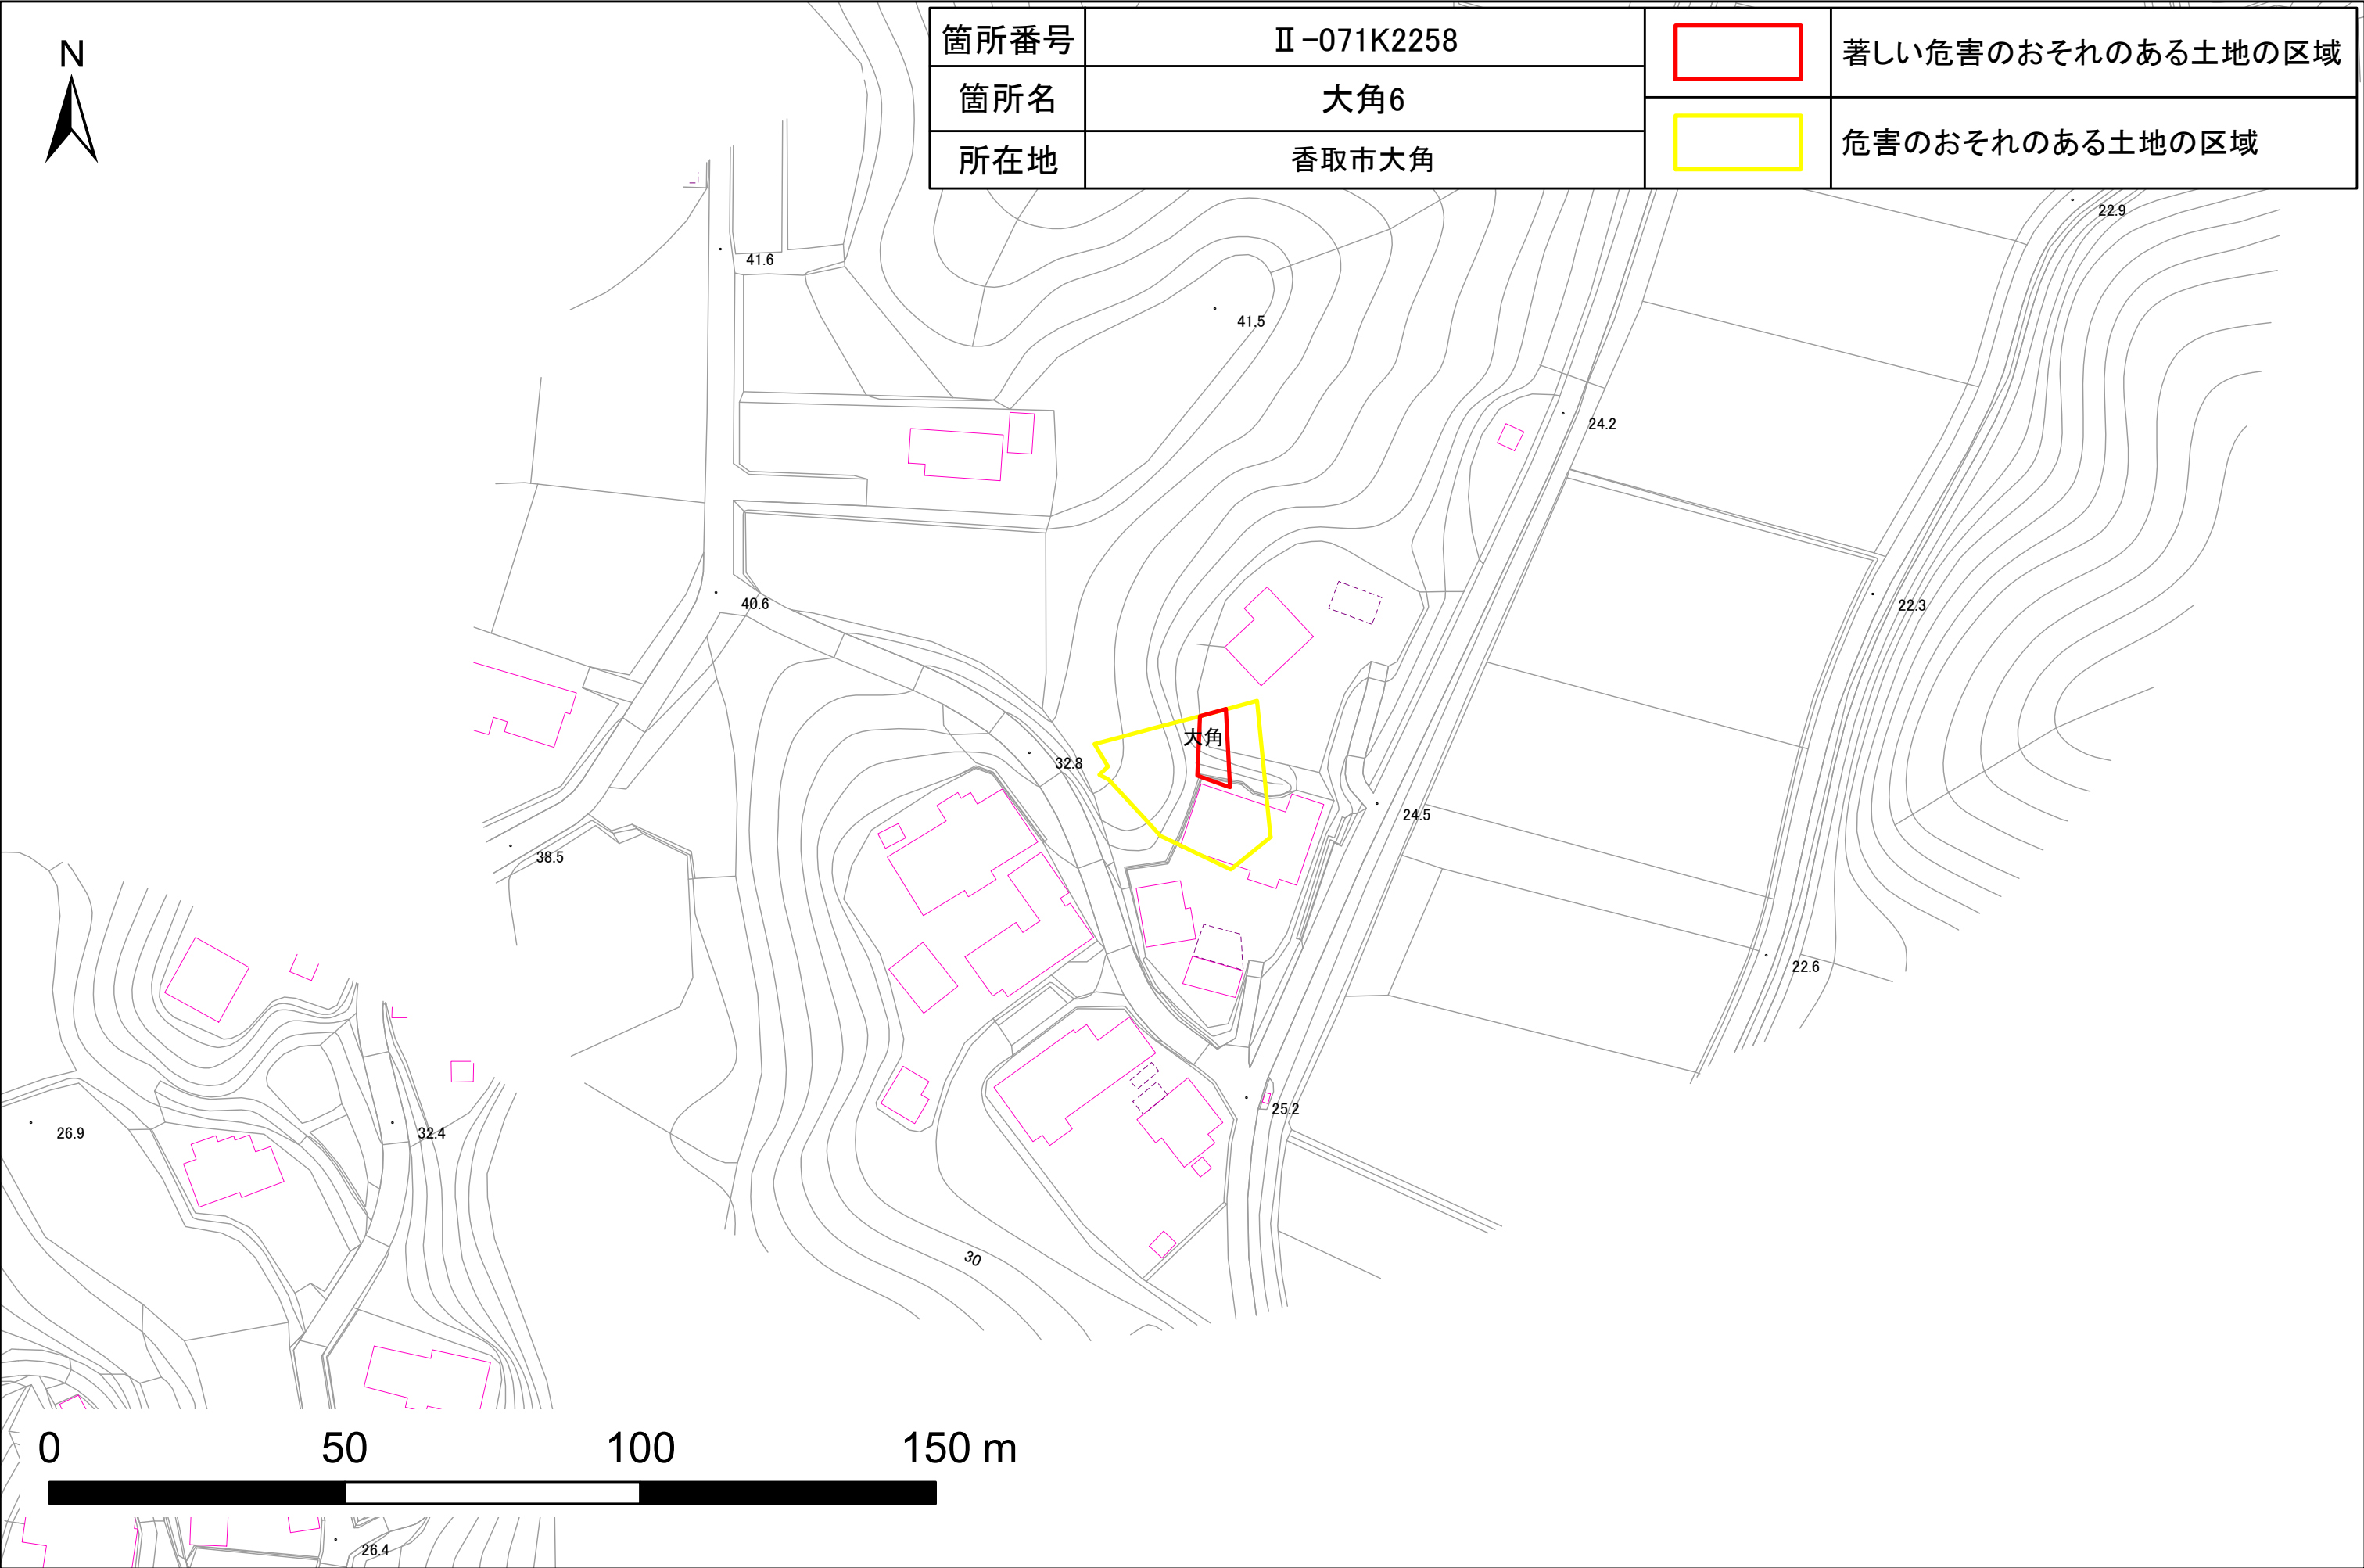 N
箇所番号 Ⅱ-071K2258
箇所名 大角6
所在地 香取市大角
著しい危害のおそれのある土地の区域
危害のおそれのある土地の区域
22.9
41.6
41.5
24.2
40.6
22.3
大角
32.8
24.5
38.5
22.6
25.2
26.9
32.4
30
0 50 100 150 m
26.4